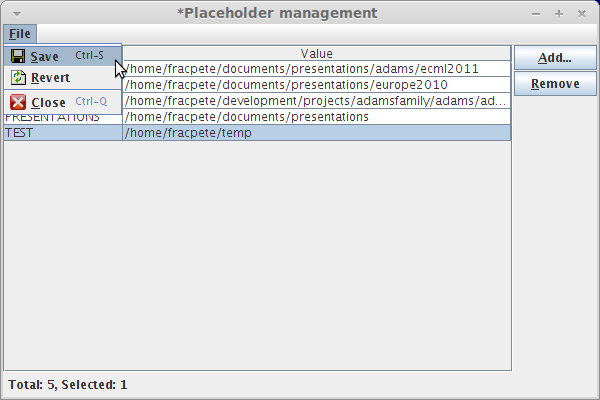 *Placeholder management
File
Value
Save Ctrl-S
Revert
Close Ctrl-Q
/home/fracpete/documents/presentations/adams/ecml2011
/home/fracpete/documents/presentations/europe2010
/home/fracpete/development/projects/adamsfamily/adams/ad...
PRESENTATIONS /home/fracpete/documents/presentations
TEST /home/fracpete/temp
Add...
Remove
Total: 5, Selected: 1